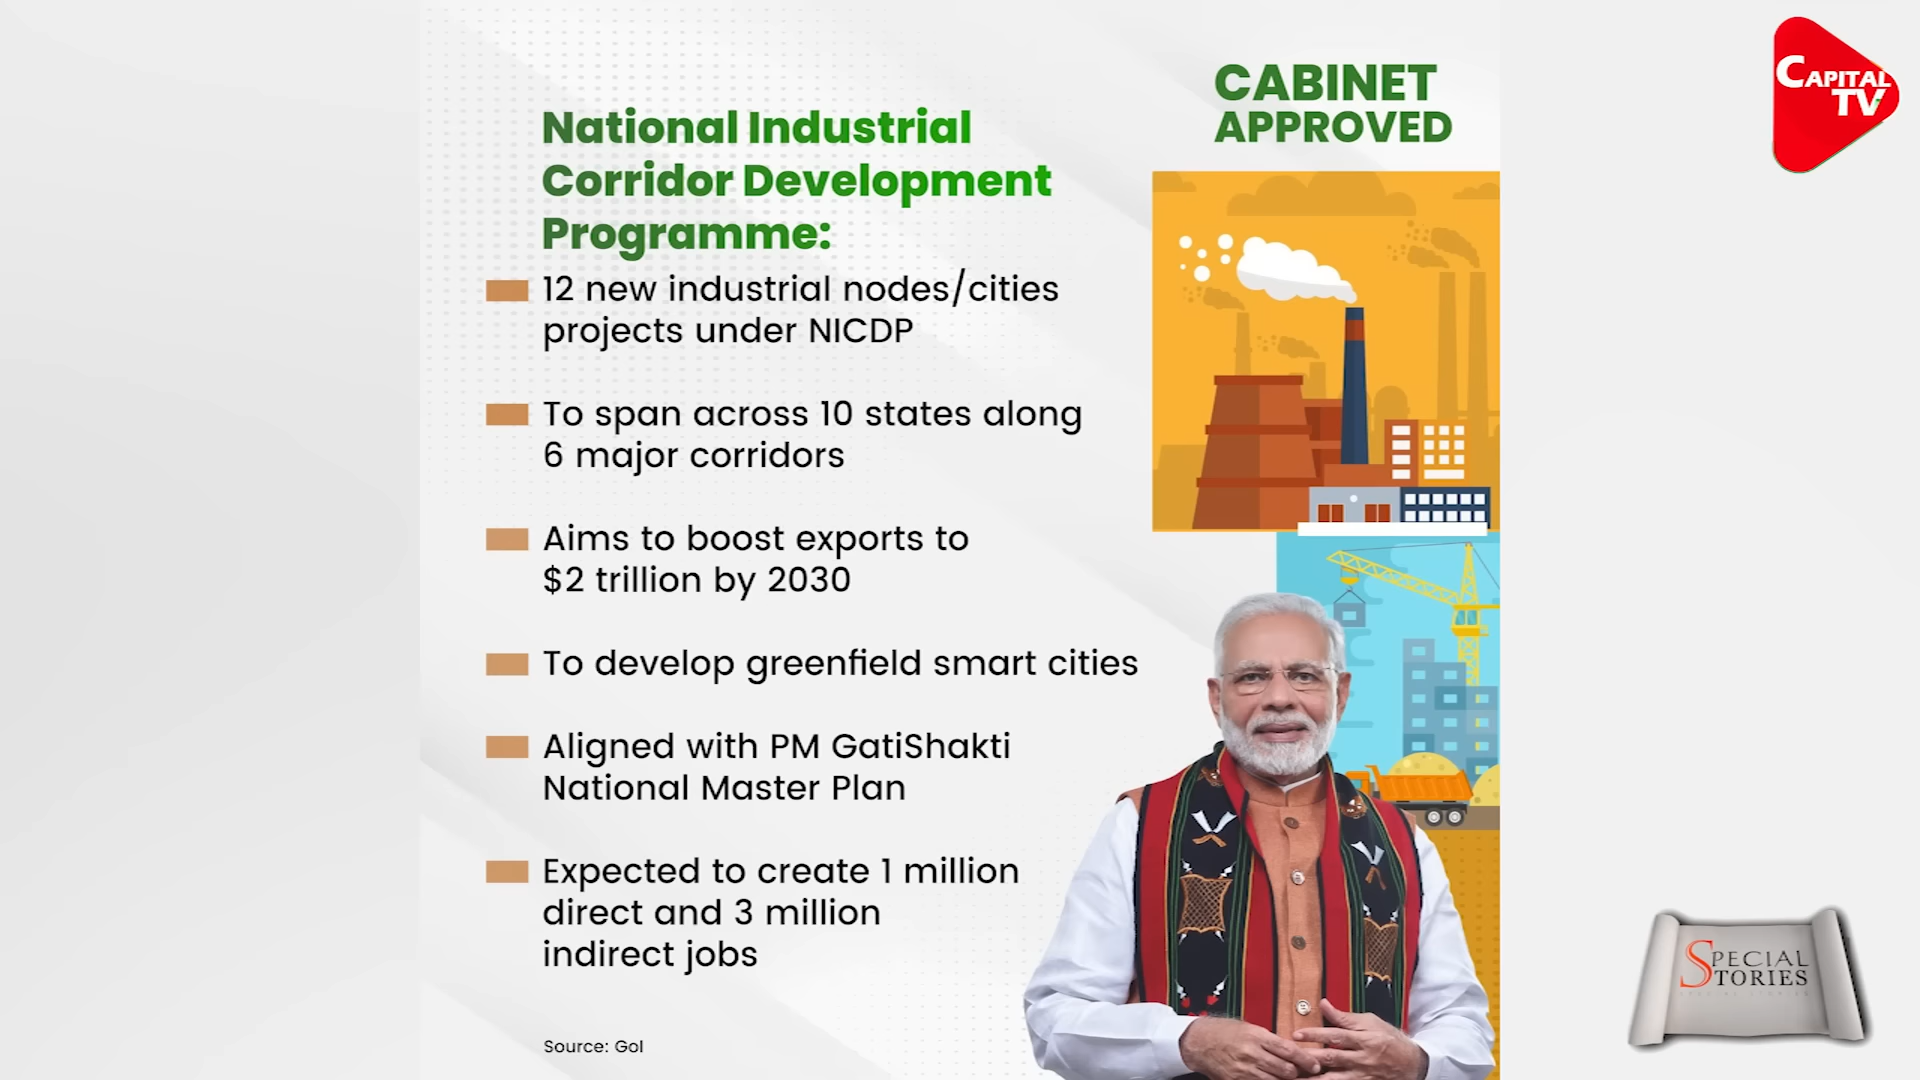 CABINET
APPROVED
CAPITAL
TV
National Industrial
Corridor Development
Programme:
12 new industrial nodes/cities
projects under NICDP
To span across 10 states along
6 major corridors
Aims to boost exports to
$2 trillion by 2030
To develop greenfield smart cities
Aligned with PM GatiShakti
National Master Plan
Expected to create 1 million
direct and 3 million
indirect jobs
Source: GoI
SPECIAL
STORIES